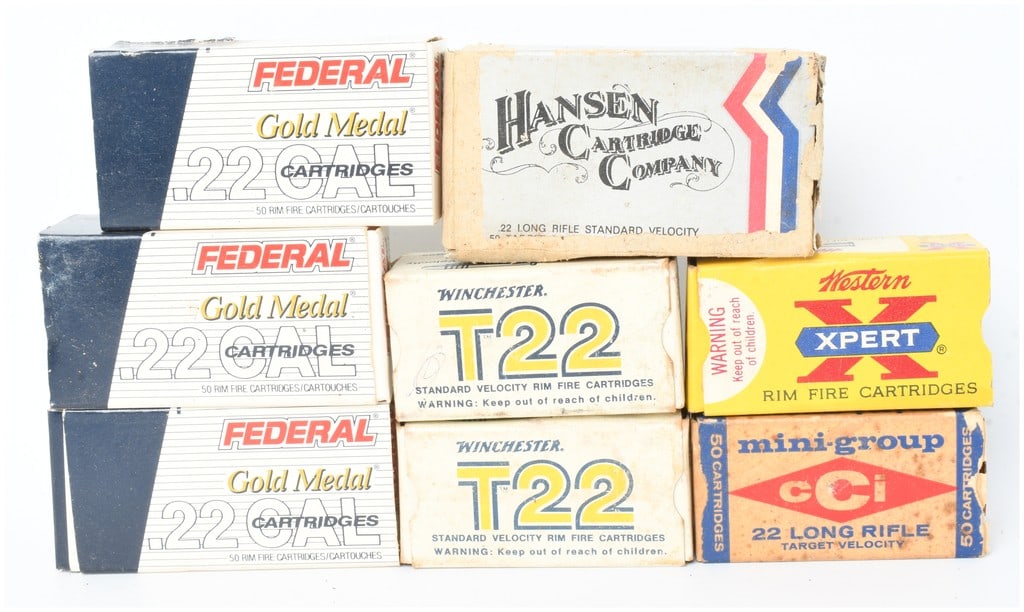 FEDERAL®
Gold Medal®
.22 CAL
CARTRIDGES
50 RIM FIRE CARTRIDGES/CARTOUCHES
HANSEN
CARTRIDGE
COMPANY
.22 LONG RIFLE STANDARD VELOCITY
50 TARGET
FEDERAL®
Gold Medal®
.22 CAL
CARTRIDGES
50 RIM FIRE CARTRIDGES/CARTOUCHES
WINCHESTER.
T22
STANDARD VELOCITY RIM FIRE CARTRIDGES
WARNING: Keep out of reach of children.
WARNING
Keep out of reach
of children.
Western
X
XPERT®
RIM FIRE CARTRIDGES
FEDERAL®
Gold Medal®
.22 CAL
CARTRIDGES
50 RIM FIRE CARTRIDGES/CARTOUCHES
WINCHESTER.
T22
STANDARD VELOCITY RIM FIRE CARTRIDGES
WARNING: Keep out of reach of children.
50 CARTRIDGES
mini-group
CCI
22 LONG RIFLE
TARGET VELOCITY
50 CARTRIDGES